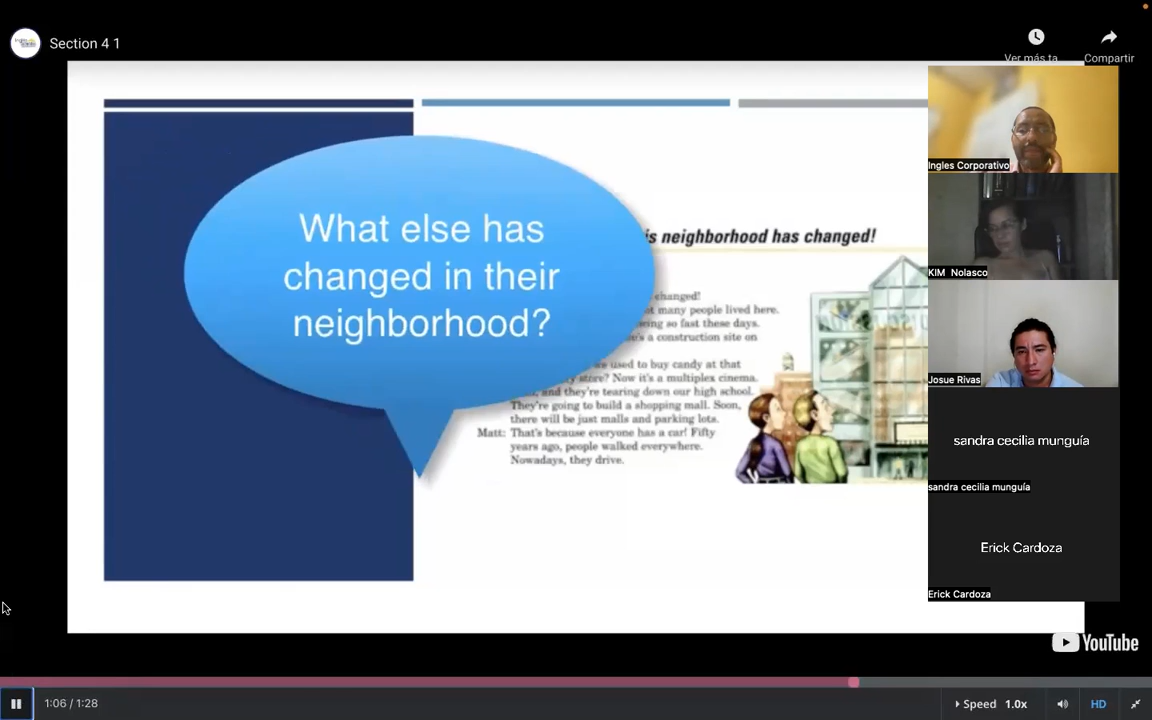 Section 4 1
Ver más ta
Compartir
What else has
changed in their
neighborhood?
is neighborhood has changed!
changed!
many people lived here.
so fast these days.
a construction site on
we used to buy candy at that
store? Now it's a multiplex cinema.
and they're tearing down our high school.
They're going to build a shopping mall. Soon,
there will be just malls and parking lots.
Matt: That's because everyone has a car! Fifty
years ago, people walked everywhere.
Nowadays, they drive.
Ingles Corporativo
KIM Nolasco
Josue Rivas
sandra cecilia munguía
sandra cecilia munguía
Erick Cardoza
Erick Cardoza
YouTube
1:06 / 1:28
Speed 1.0x
HD